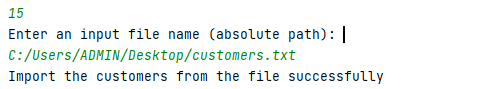 15
Enter an input file name (absolute path):
C:/Users/ADMIN/Desktop/customers.txt
Import the customers from the file successfully